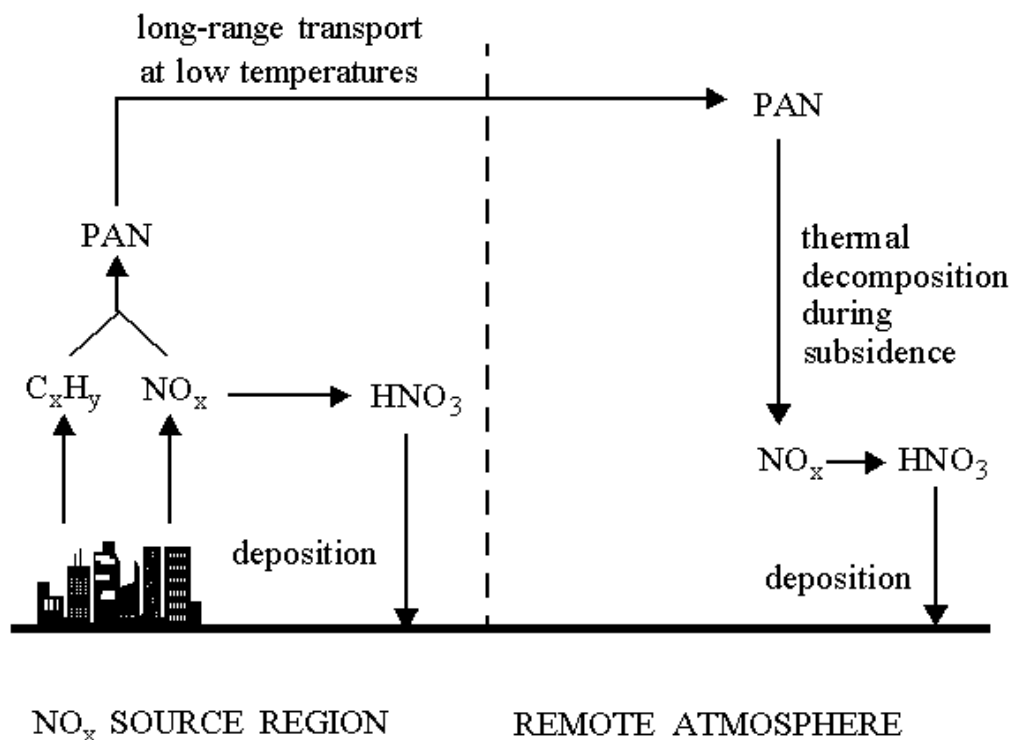 long-range transport
at low temperatures
PAN
PAN
thermal
decomposition
during
subsidence
CₓHᵧ
NOₓ
HNO₃
NOₓ
HNO₃
deposition
deposition
NOₓ SOURCE REGION
REMOTE ATMOSPHERE